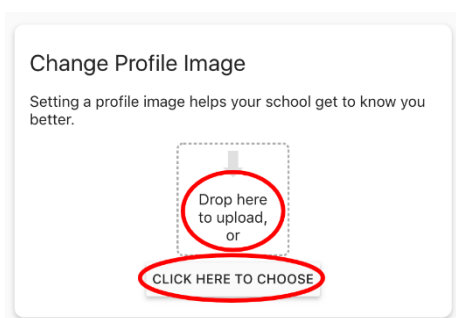 Change Profile Image
Setting a profile image helps your school get to know you
better.
Drop here
to upload,
or
CLICK HERE TO CHOOSE